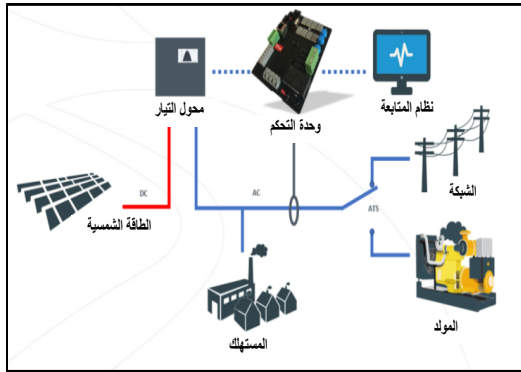 محول التيار
وحدة التحكم
نظام المتابعة
DC
AC
ATS
الشبكة
الطاقة الشمسية
المستهلك
المولد